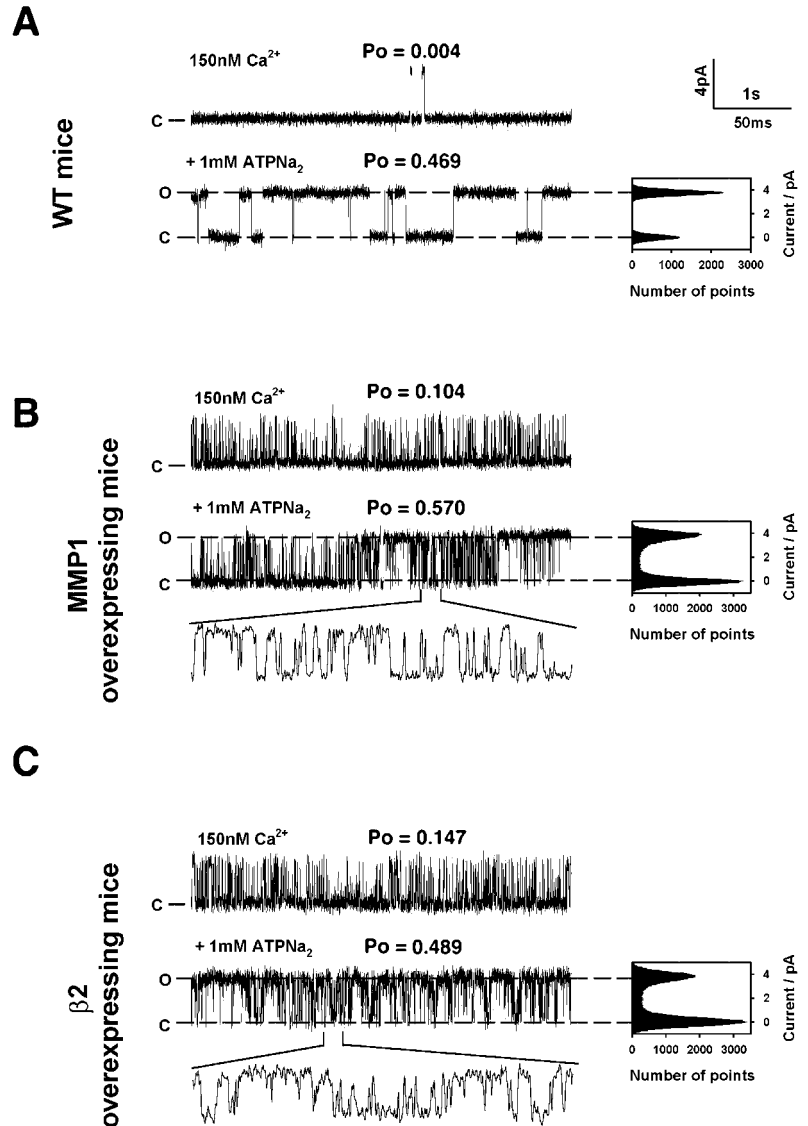 A
WT mice
150nM Ca²⁺
Po = 0.004
C
4pA
1s
50ms
+ 1mM ATPNa₂
Po = 0.469
O
C
4
2
0
Current / pA
0 1000 2000 3000
Number of points
B
MMP1
overexpressing mice
150nM Ca²⁺
Po = 0.104
C
+ 1mM ATPNa₂
Po = 0.570
O
C
4
2
0
Current / pA
0 1000 2000 3000
Number of points
C
β2
overexpressing mice
150nM Ca²⁺
Po = 0.147
C
+ 1mM ATPNa₂
Po = 0.489
O
C
4
2
0
Current / pA
0 1000 2000 3000
Number of points